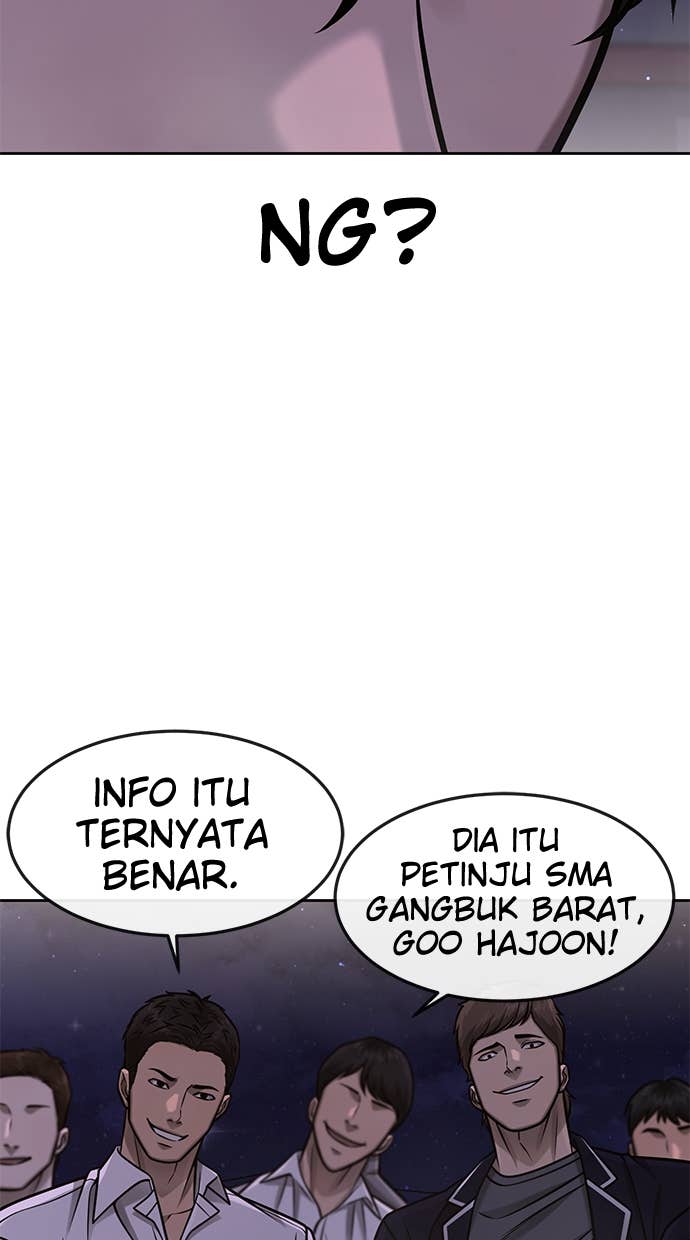 NG?
INFO ITU
TERNYATA
BENAR.
DIA ITU
PETINJU SMA
GANGBUK BARAT,
GOO HAJOON!